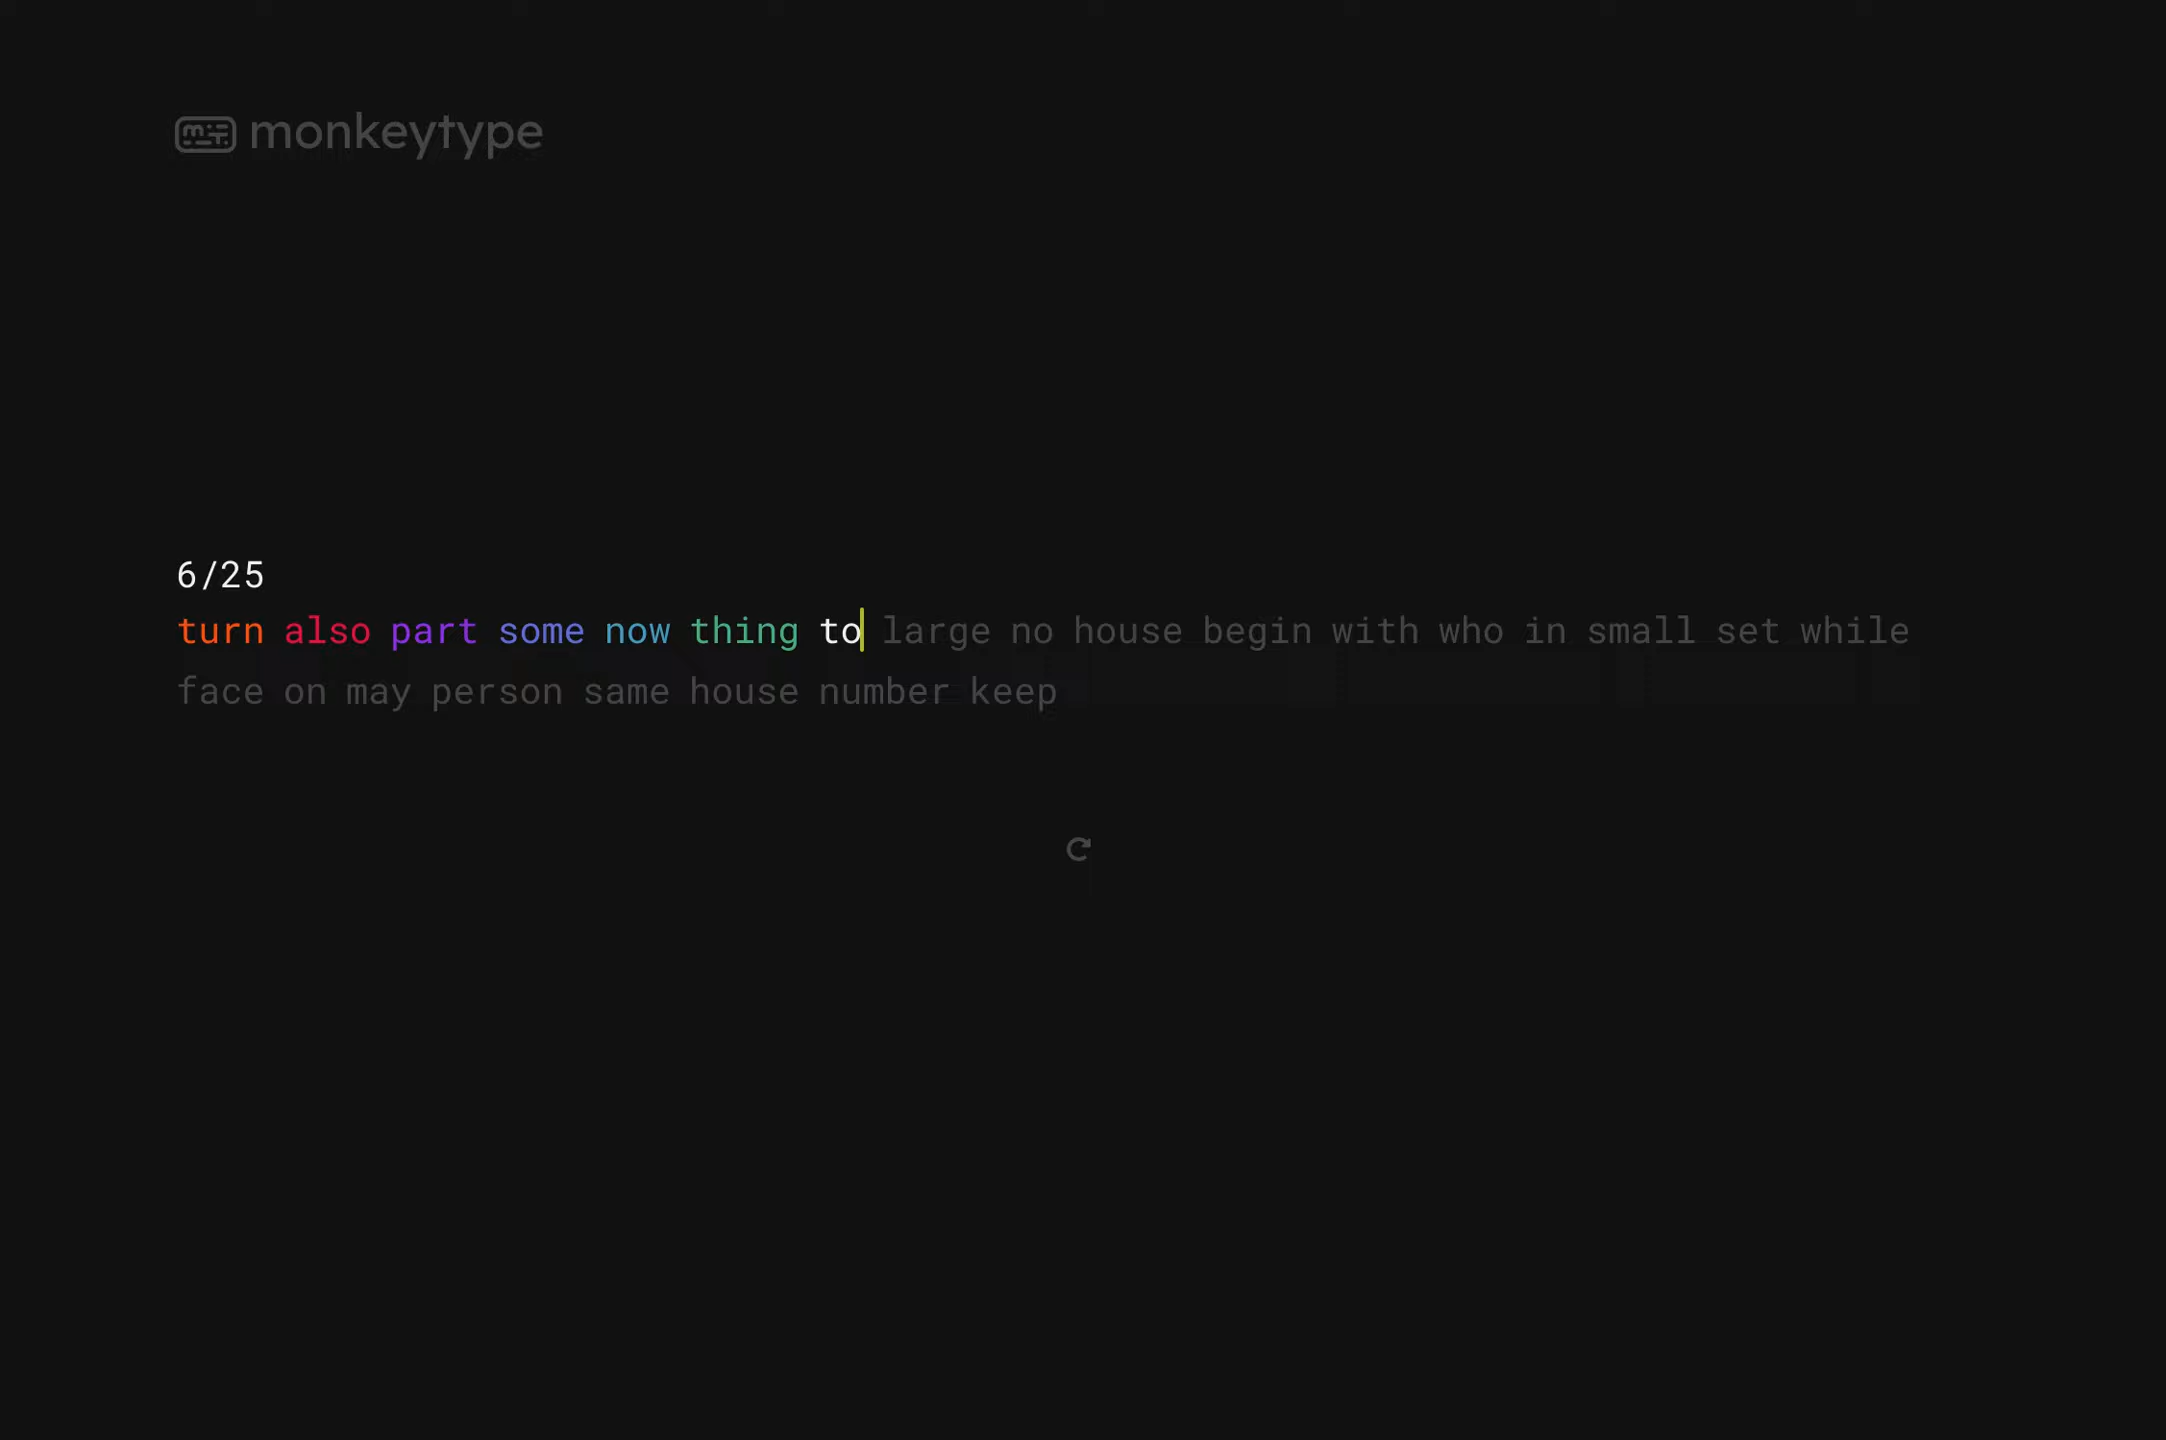 monkeytype
6/25
turn also part some now thing to large no house begin with who in small set while
face on may person same house number keep